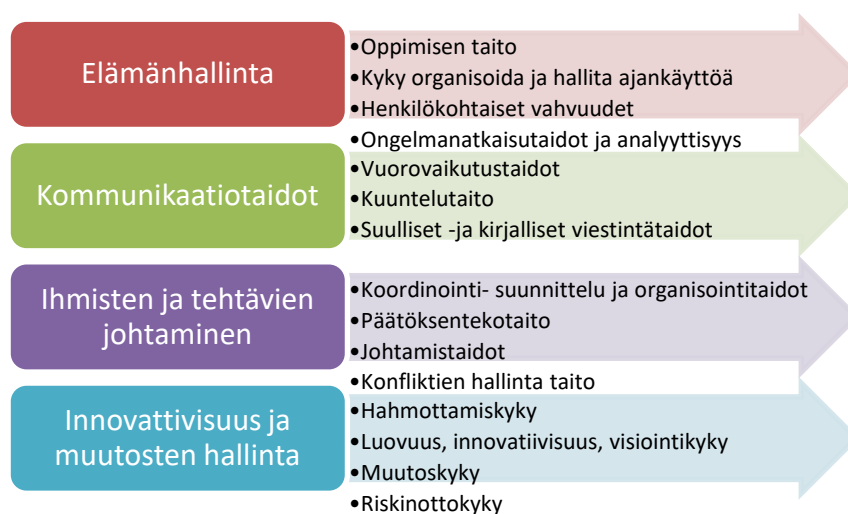 Elämänhallinta
•Oppimisen taito
•Kyky organisoida ja hallita ajankäyttöä
•Henkilökohtaiset vahvuudet
•Ongelmanatkaisutaidot ja analyyttisyys
Kommunikaatiotaidot
•Vuorovaikutustaidot
•Kuuntelutaito
•Suulliset -ja kirjalliset viestintätaidot
Ihmisten ja tehtävien
johtaminen
•Koordinointi- suunnittelu ja organisointitaidot
•Päätöksentekotaito
•Johtamistaidot
•Konfliktien hallinta taito
Innovattivisuus ja
muutosten hallinta
•Hahmottamiskyky
•Luovuus, innovatiivisuus, visiointikyky
•Muutoskyky
•Riskinottokyky